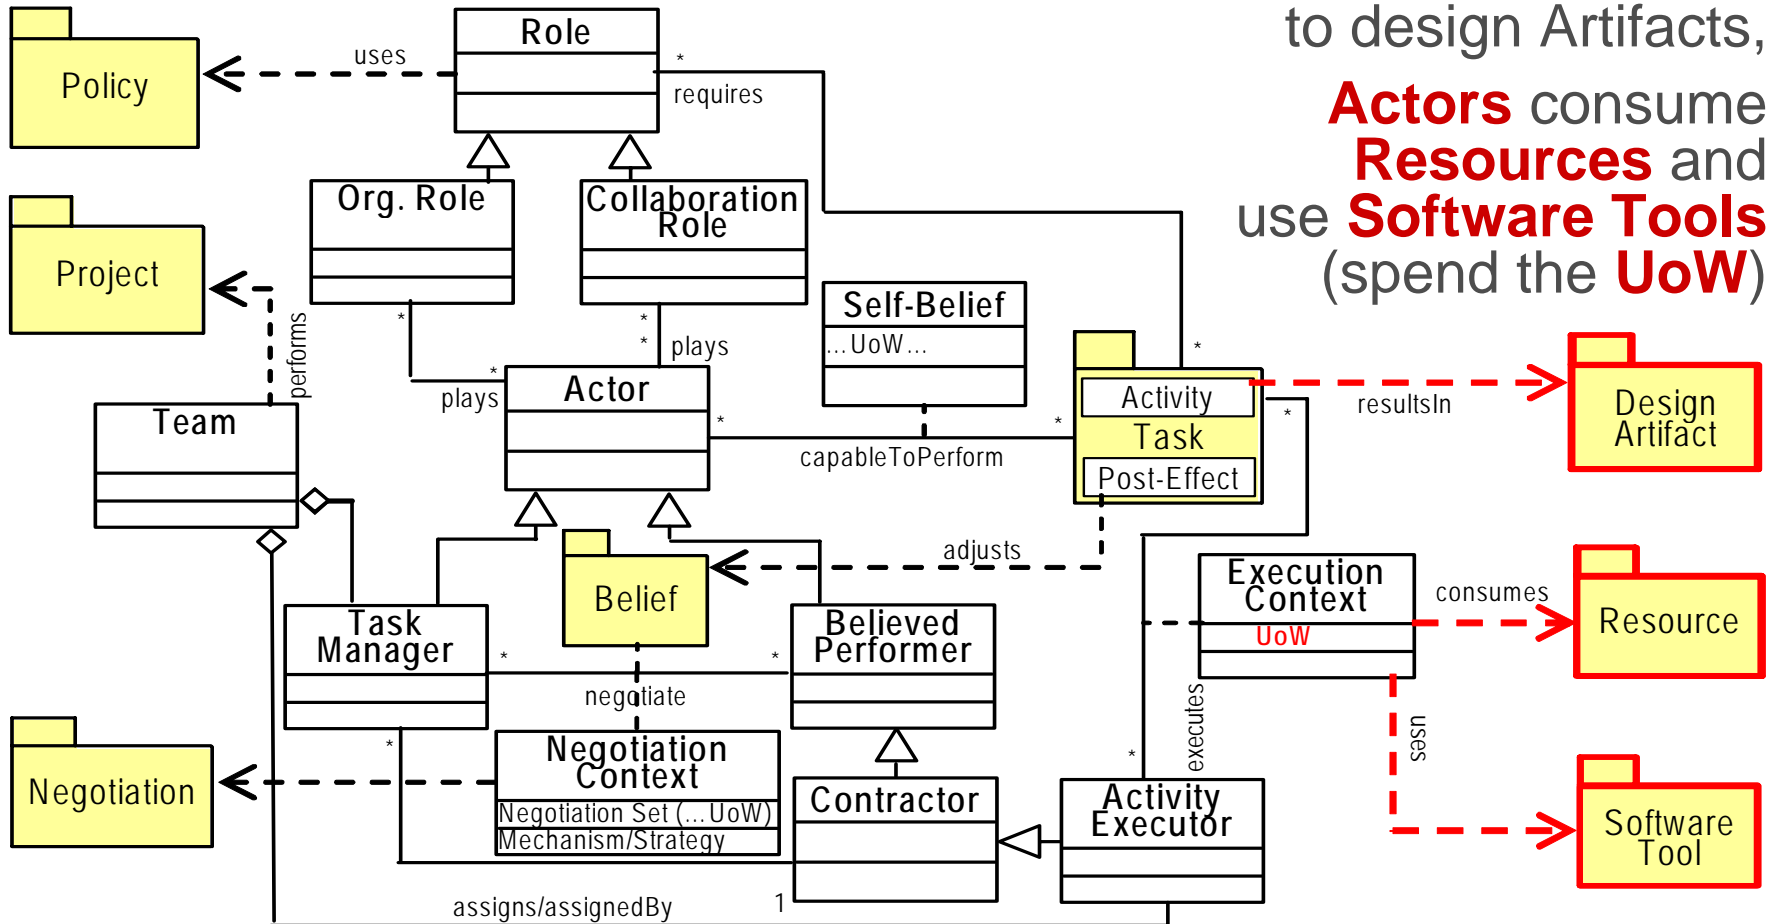 to design Artifacts,
Actors consume
Resources and
use Software Tools
(spend the UoW)
Role
uses
Policy
*
requires
Org. Role
Collaboration
Role
Project
Self-Belief
...UoW...
performs
*
*
*
plays
*
plays
Actor
Team
*
capableToPerform
*
*
Activity
Task
Post-Effect
*
resultsIn
Design
Artifact
adjusts
Belief
Execution
Context
UoW
consumes
Resource
Task
Manager
*
*
negotiate
Believed
Performer
executes
uses
*
*
Negotiation
Negotiation
Context
Negotiation Set (...UoW)
Mechanism/Strategy
Contractor
Activity
Executor
Software
Tool
assigns/assignedBy
1